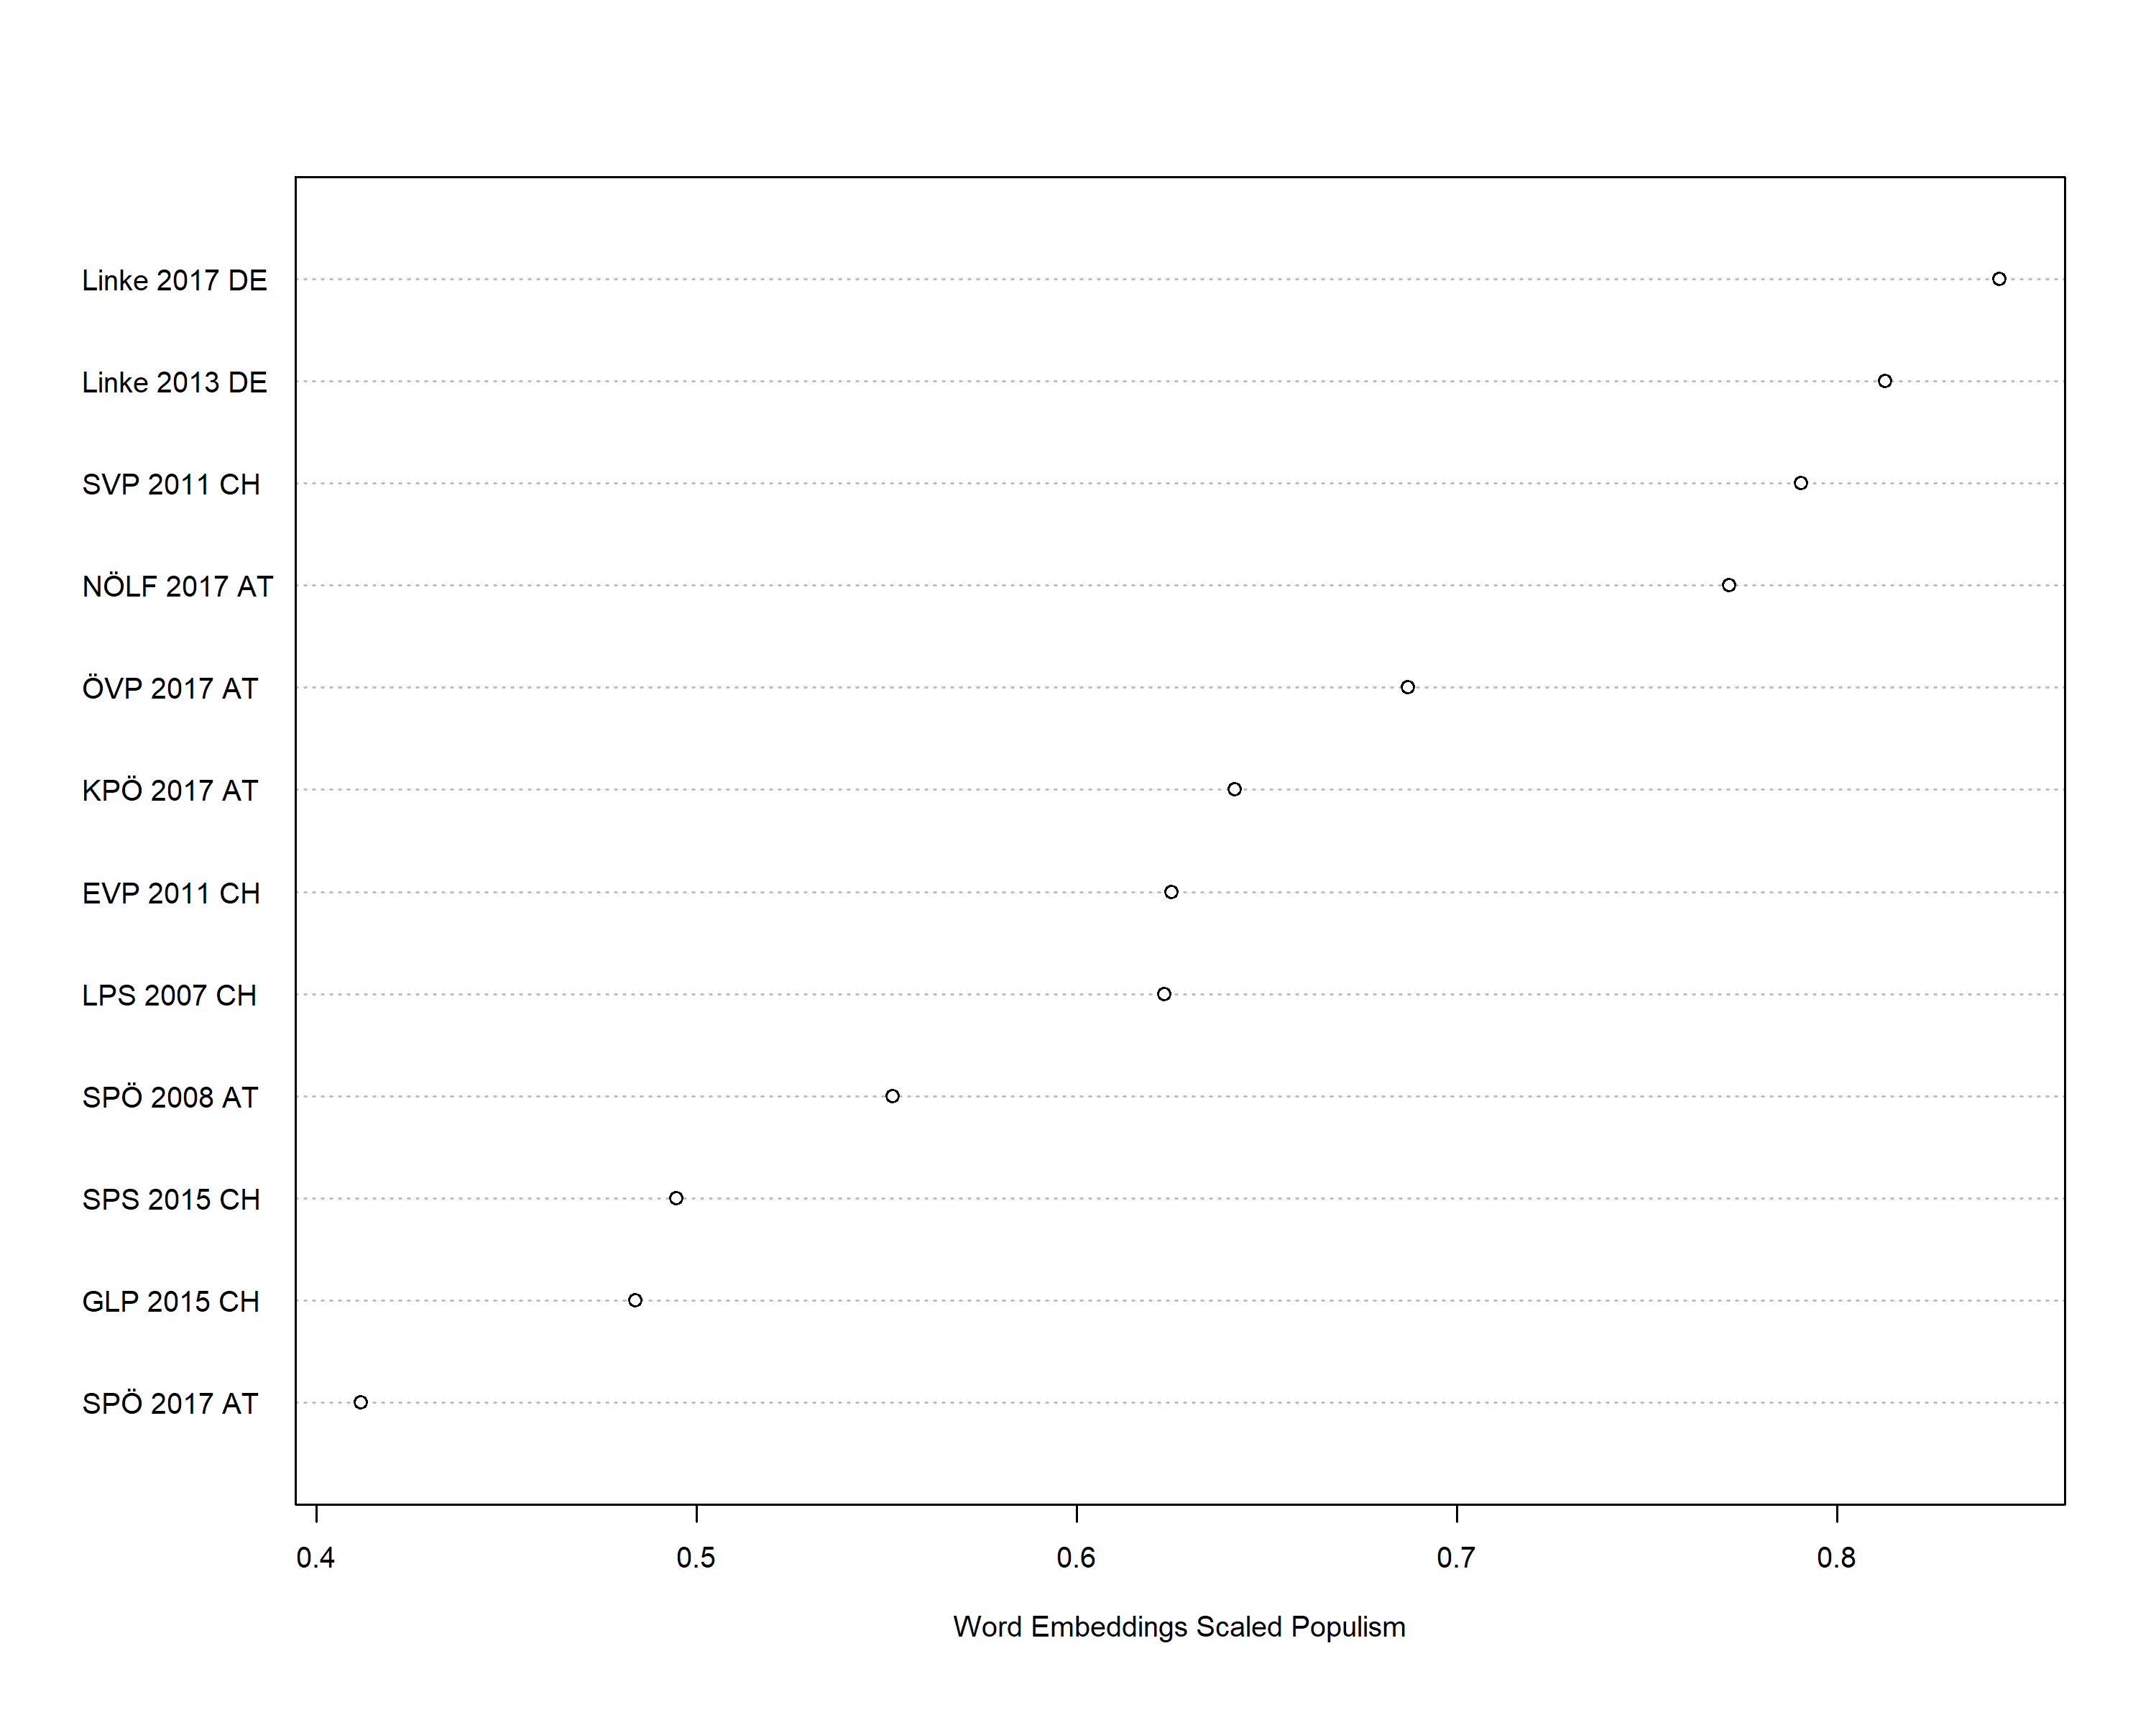 Linke 2017 DE
Linke 2013 DE
SVP 2011 CH
NÖLF 2017 AT
ÖVP 2017 AT
KPÖ 2017 AT
EVP 2011 CH
LPS 2007 CH
SPÖ 2008 AT
SPS 2015 CH
GLP 2015 CH
SPÖ 2017 AT
0.4 0.5 0.6 0.7 0.8
Word Embeddings Scaled Populism